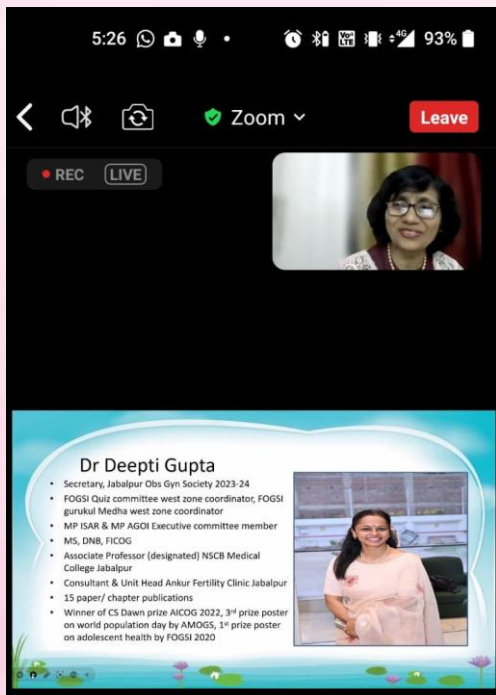 5:26
Vo)) LTE 4G 93%
Zoom
Leave
REC LIVE
Dr Deepti Gupta
• Secretary, Jabalpur Obs Gyn Society 2023-24
• FOGSI Quiz committee west zone coordinator, FOGSI
gurukul Medha west zone coordinator
• MP ISAR & MP AGOI Executive committee member
• MS, DNB, FICOG
• Associate Professor (designated) NSCB Medical
College Jabalpur
• Consultant & Unit Head Ankur Fertility Clinic Jabalpur
• 15 paper/ chapter publications
• Winner of CS Dawn prize AICOG 2022, 3rd prize poster
on world population day by AMOGS, 1st prize poster
on adolescent health by FOGSI 2020